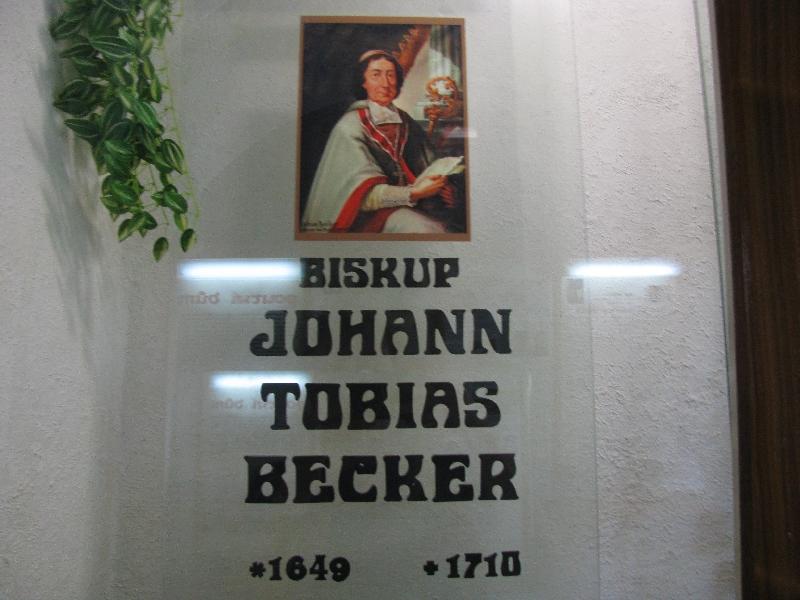 BISKUP
JOHANN
TOBIAS
BECKER
*1649 +1710